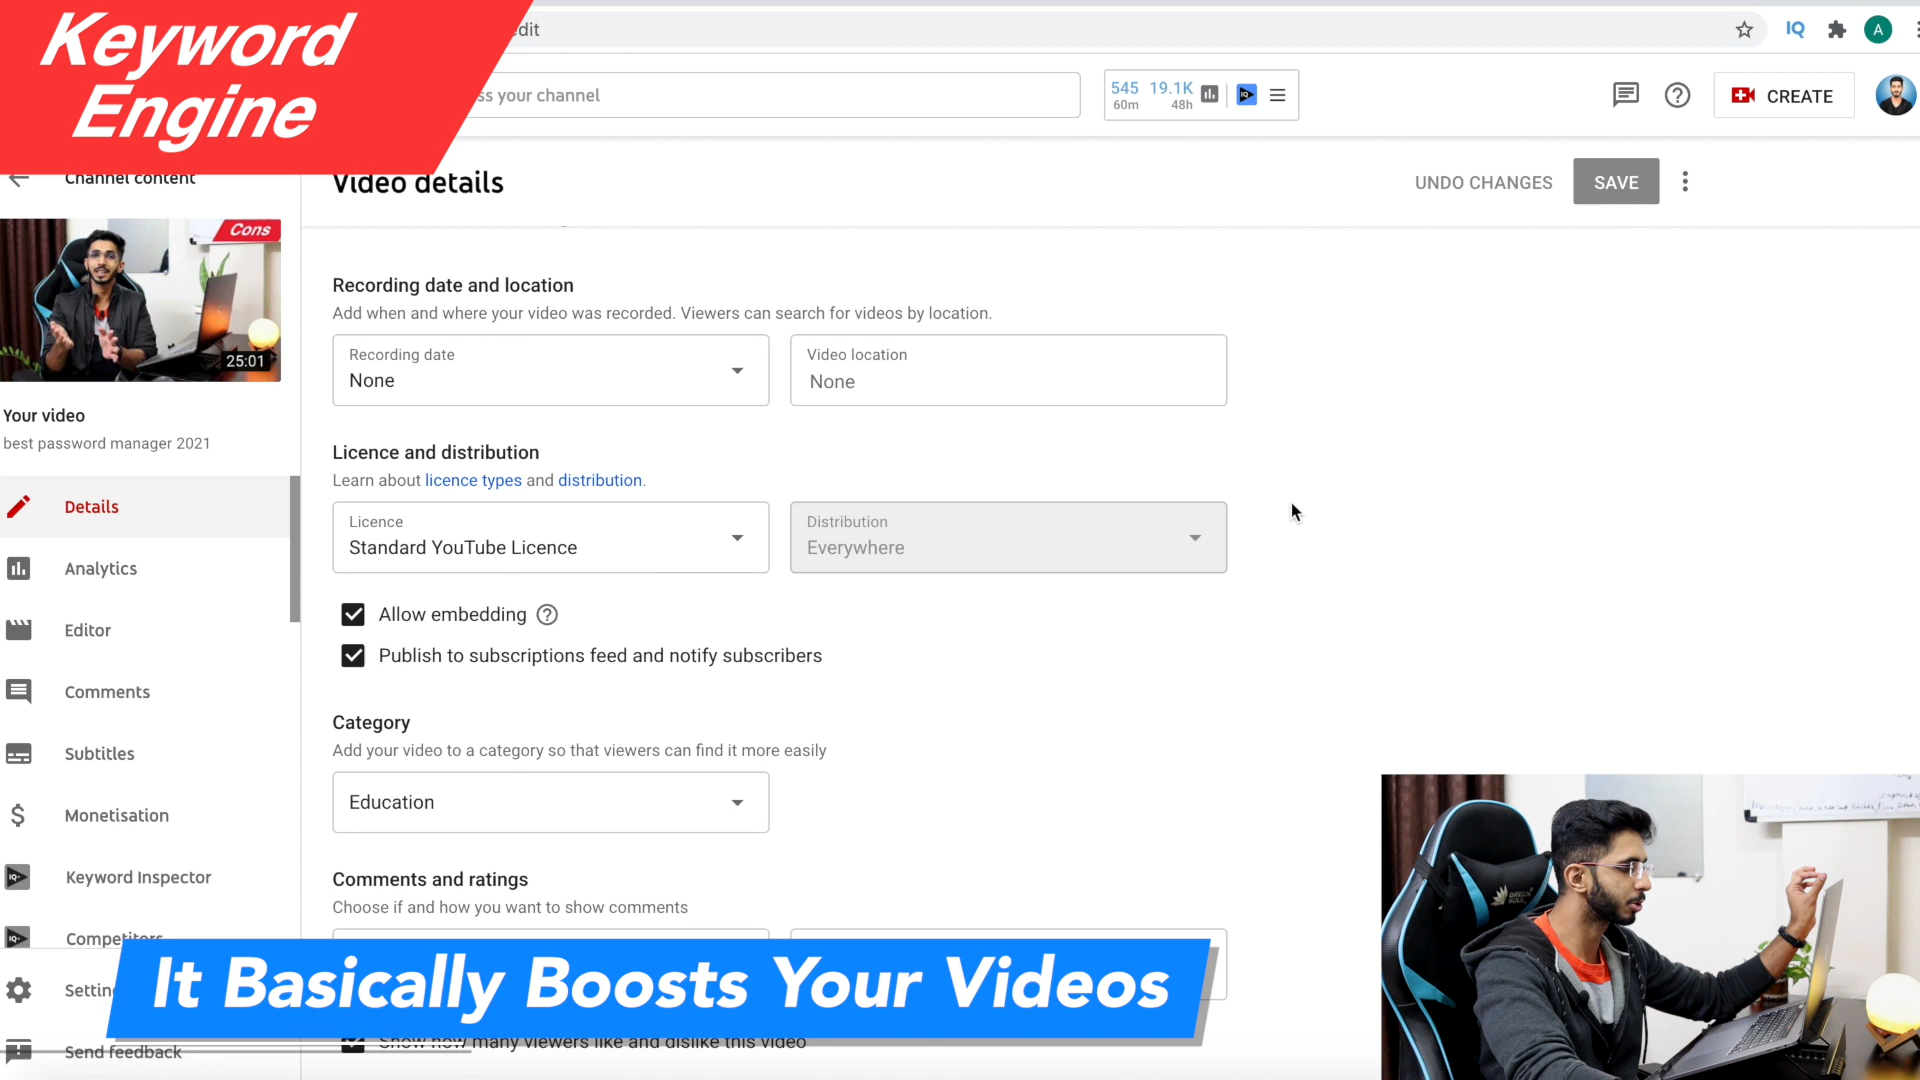 Keyword
Engine
edit
ss your channel
545 19.1K
60m 48h
IQ
A
CREATE
Channel content
Video details
UNDO CHANGES
SAVE
Cons
25:01
Your video
best password manager 2021
Details
Analytics
Editor
Comments
Subtitles
Monetisation
Keyword Inspector
Competitors
Settin
Send feedback
Recording date and location
Add when and where your video was recorded. Viewers can search for videos by location.
Recording date
None
Video location
None
Licence and distribution
Learn about licence types and distribution.
Licence
Standard YouTube Licence
Distribution
Everywhere
Allow embedding
Publish to subscriptions feed and notify subscribers
Category
Add your video to a category so that viewers can find it more easily
Education
Comments and ratings
Choose if and how you want to show comments
It Basically Boosts Your Videos
Show how many viewers like and dislike this video